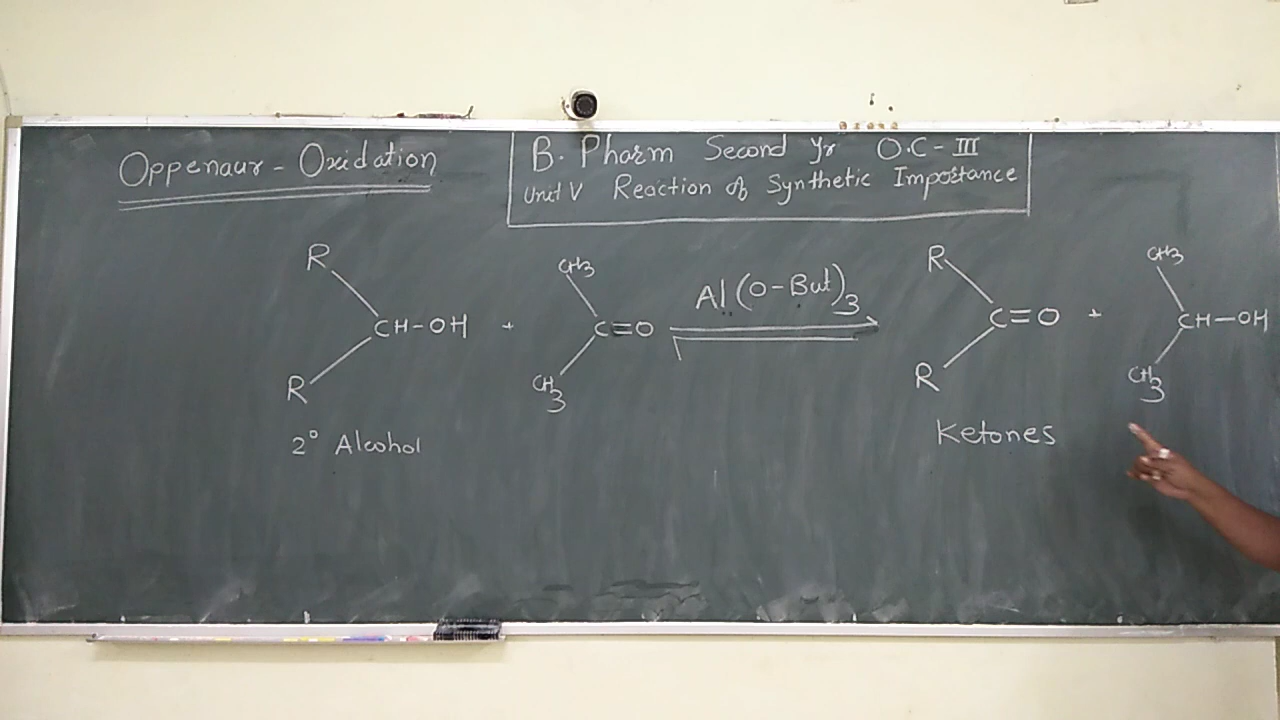 Oppenaur - Oxidation
B. Pharm Second Yr O.C - III
Unit V Reaction of Synthetic Importance
R
R
CH-OH
+
CH3
CH3
C=O
Al(O-But)3
R
R
C=O
+
CH3
CH3
CH-OH
2° Alcohol
Ketones